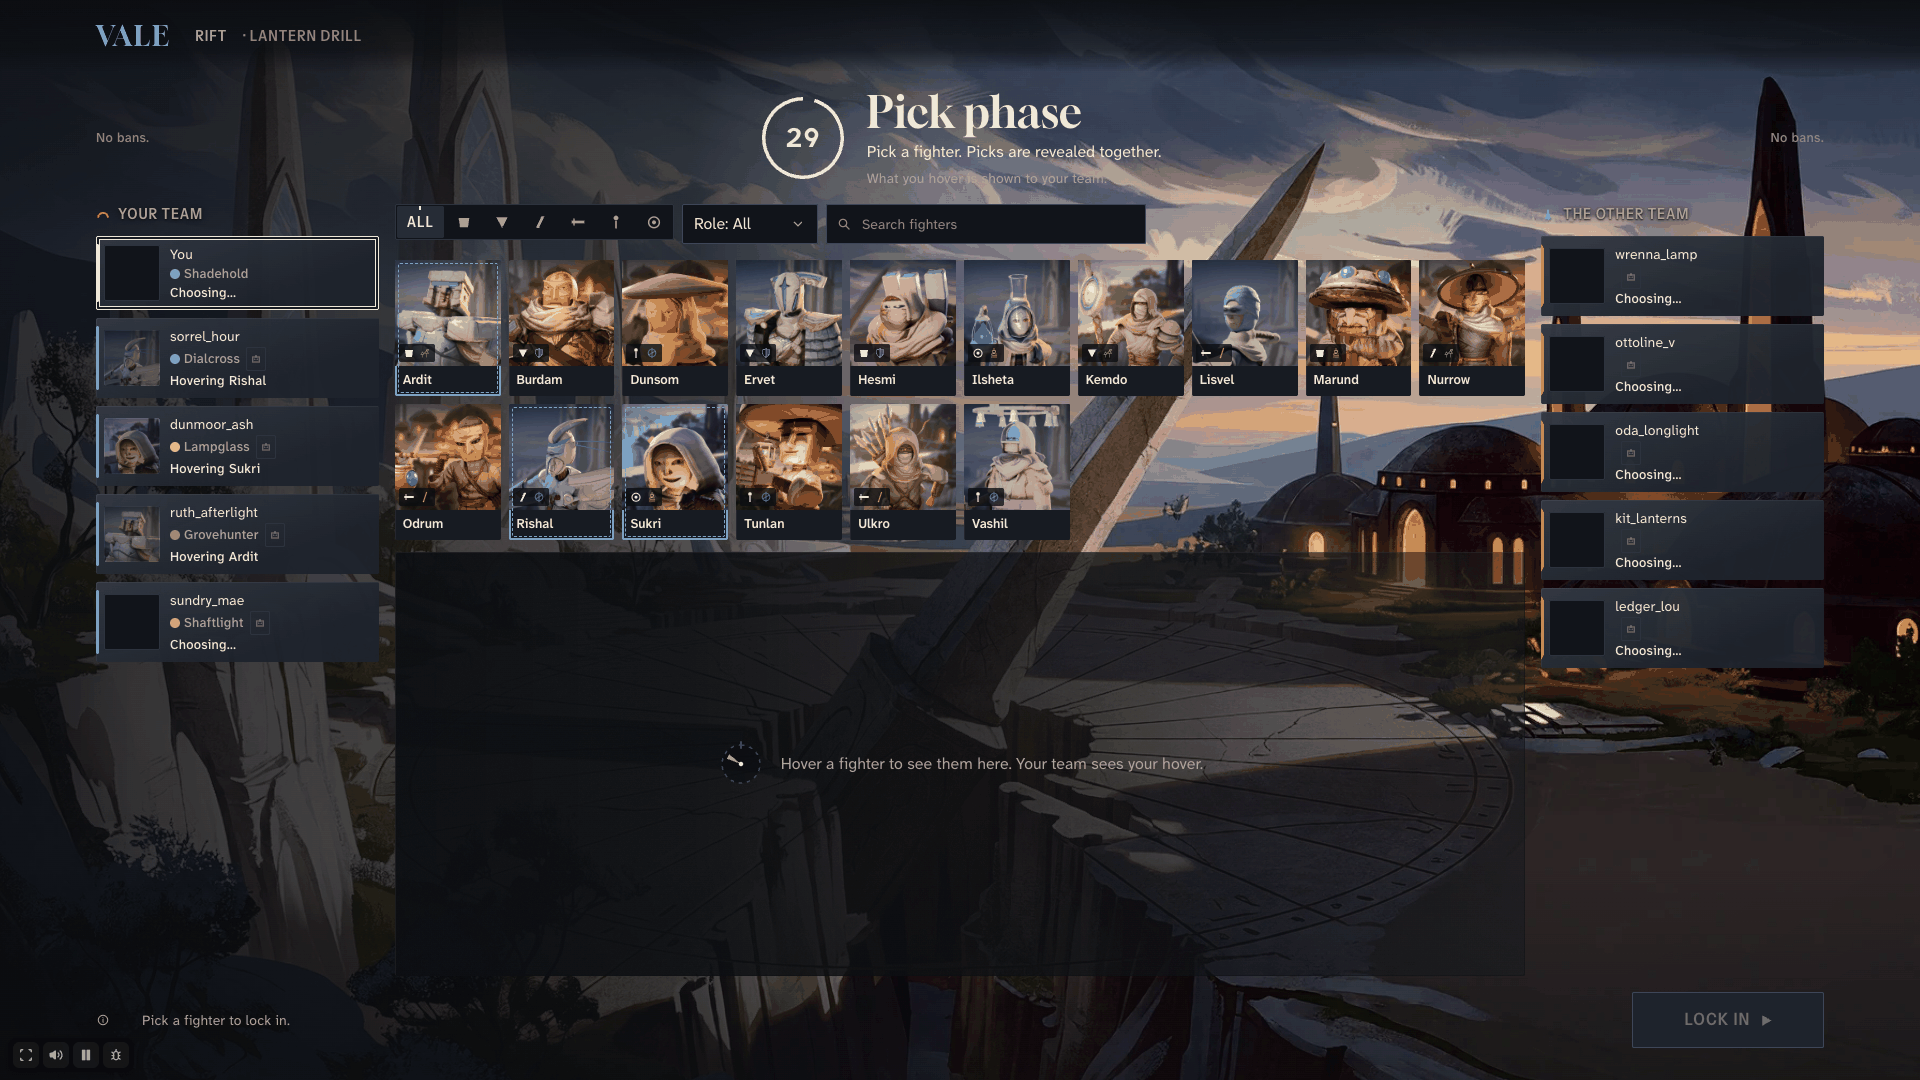 VALE RIFT · LANTERN DRILL
29
Pick phase
Pick a fighter. Picks are revealed together.
What you hover is shown to your team.
No bans.
No bans.
YOUR TEAM
You
Shadehold
Choosing...
sorrel_hour
Dialcross
Hovering Rishal
dunmoor_ash
Lampglass
Hovering Sukri
ruth_afterlight
Grovehunter
Hovering Ardit
sundry_mae
Shaftlight
Choosing...
ALL
Role: All
Search fighters
Ardit
Burdam
Dunsom
Ervet
Hesmi
Ilsheta
Kemdo
Lisvel
Marund
Nurrow
Odrum
Rishal
Sukri
Tunlan
Ulkro
Vashil
Hover a fighter to see them here. Your team sees your hover.
THE OTHER TEAM
wrenna_lamp
Choosing...
ottoline_v
Choosing...
oda_longlight
Choosing...
kit_lanterns
Choosing...
ledger_lou
Choosing...
Pick a fighter to lock in.
LOCK IN